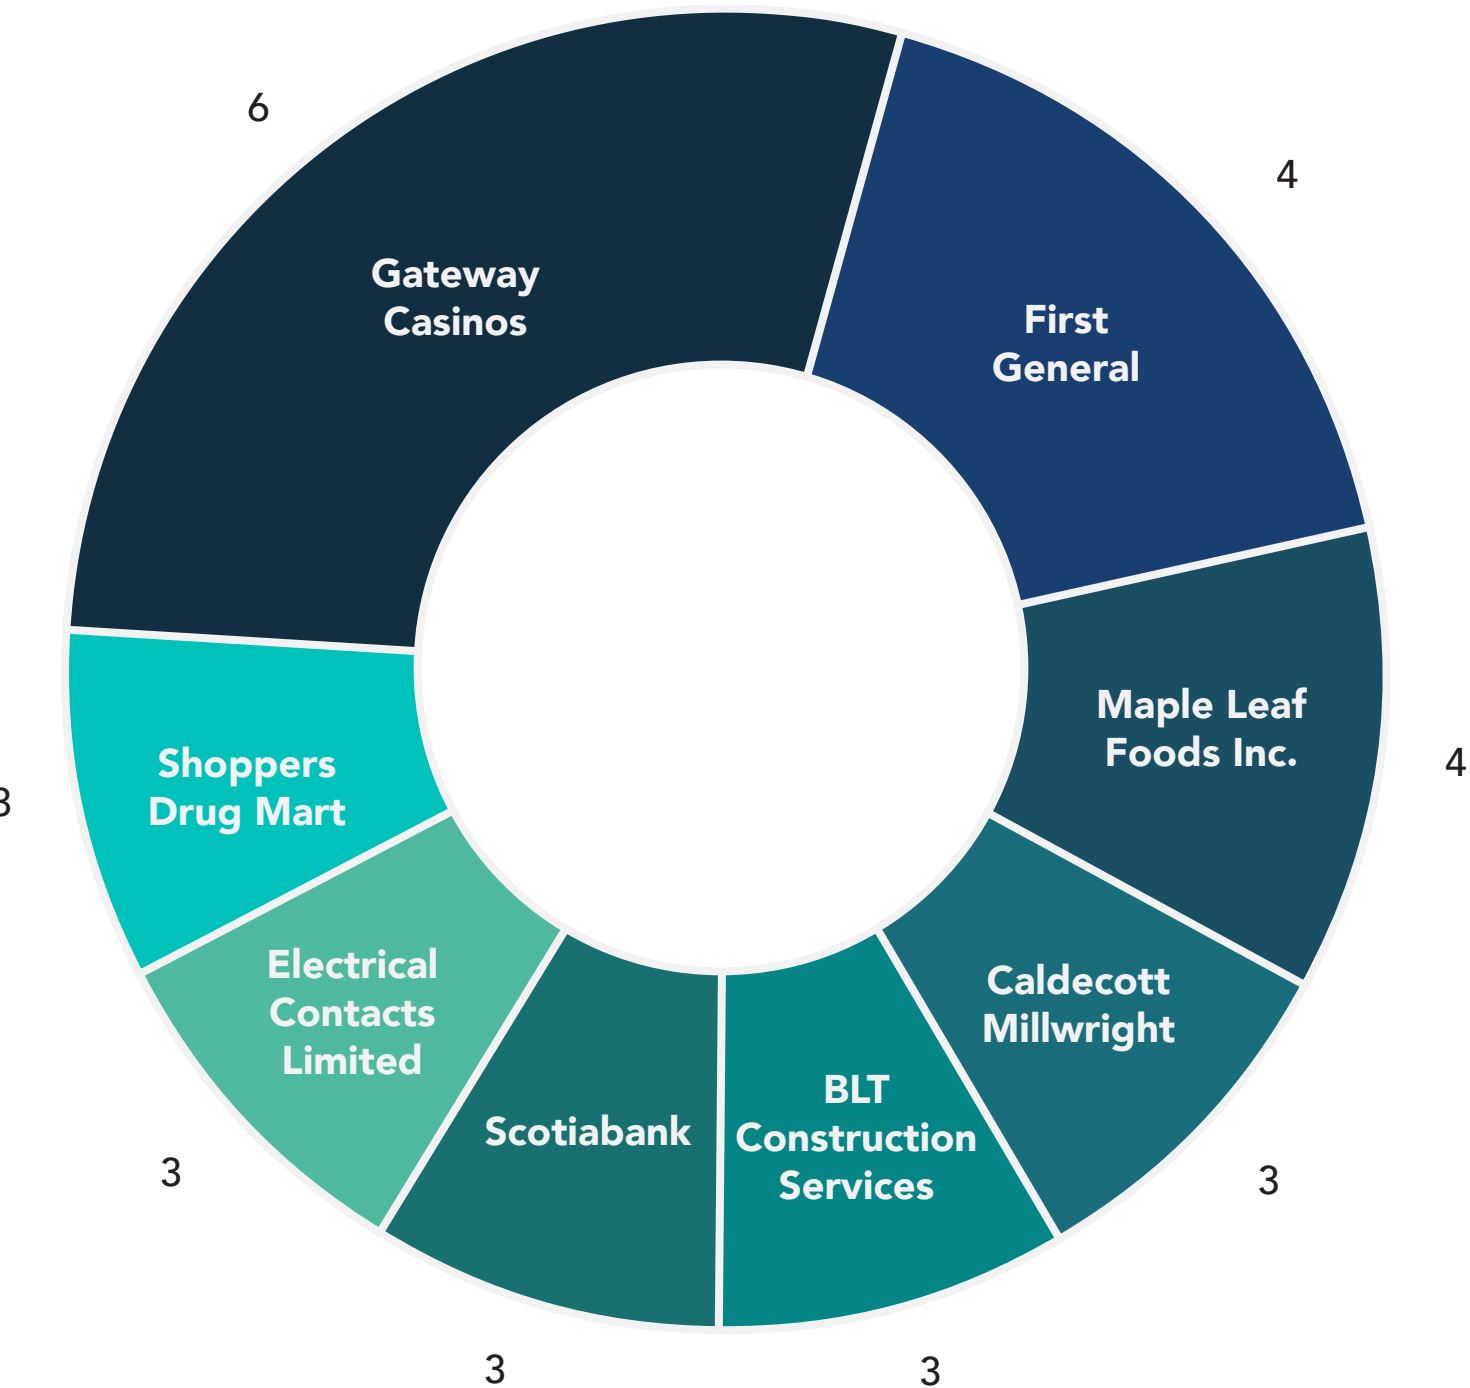 6
4
Gateway
Casinos
First
General
Maple Leaf
Foods Inc.
4
Shoppers
Drug Mart
3
Caldecott
Millwright
Electrical
Contacts
Limited
BLT
Construction
Services
Scotiabank
3
3
3
3